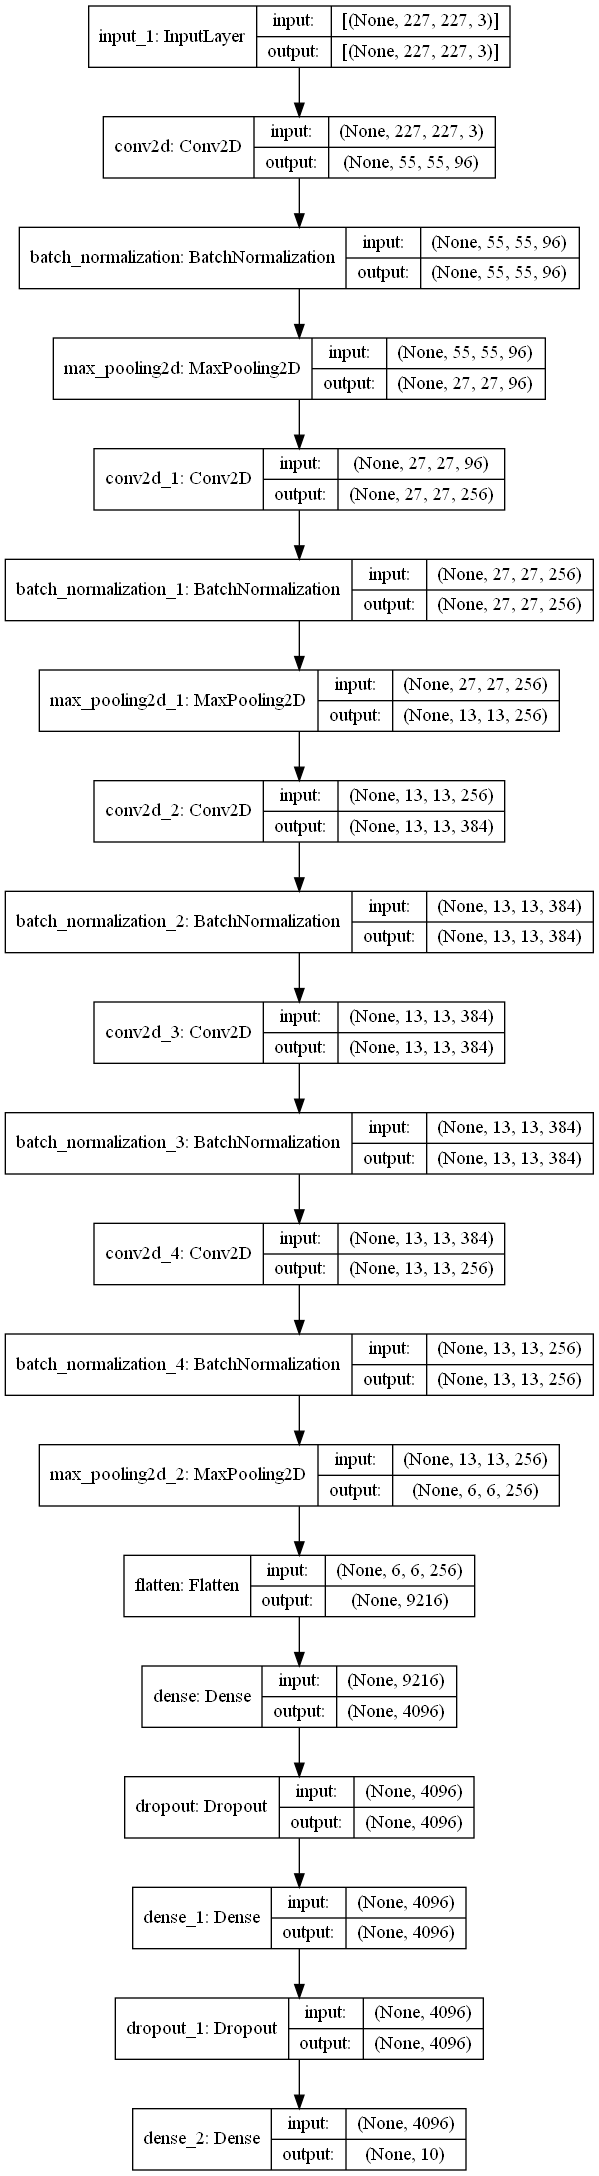 input_1: InputLayer
input:
[(None, 227, 227, 3)]
output:
[(None, 227, 227, 3)]
conv2d: Conv2D
input:
(None, 227, 227, 3)
output:
(None, 55, 55, 96)
batch_normalization: BatchNormalization
input:
(None, 55, 55, 96)
output:
(None, 55, 55, 96)
max_pooling2d: MaxPooling2D
input:
(None, 55, 55, 96)
output:
(None, 27, 27, 96)
conv2d_1: Conv2D
input:
(None, 27, 27, 96)
output:
(None, 27, 27, 256)
batch_normalization_1: BatchNormalization
input:
(None, 27, 27, 256)
output:
(None, 27, 27, 256)
max_pooling2d_1: MaxPooling2D
input:
(None, 27, 27, 256)
output:
(None, 13, 13, 256)
conv2d_2: Conv2D
input:
(None, 13, 13, 256)
output:
(None, 13, 13, 384)
batch_normalization_2: BatchNormalization
input:
(None, 13, 13, 384)
output:
(None, 13, 13, 384)
conv2d_3: Conv2D
input:
(None, 13, 13, 384)
output:
(None, 13, 13, 384)
batch_normalization_3: BatchNormalization
input:
(None, 13, 13, 384)
output:
(None, 13, 13, 384)
conv2d_4: Conv2D
input:
(None, 13, 13, 384)
output:
(None, 13, 13, 256)
batch_normalization_4: BatchNormalization
input:
(None, 13, 13, 256)
output:
(None, 13, 13, 256)
max_pooling2d_2: MaxPooling2D
input:
(None, 13, 13, 256)
output:
(None, 6, 6, 256)
flatten: Flatten
input:
(None, 6, 6, 256)
output:
(None, 9216)
dense: Dense
input:
(None, 9216)
output:
(None, 4096)
dropout: Dropout
input:
(None, 4096)
output:
(None, 4096)
dense_1: Dense
input:
(None, 4096)
output:
(None, 4096)
dropout_1: Dropout
input:
(None, 4096)
output:
(None, 4096)
dense_2: Dense
input:
(None, 4096)
output:
(None, 10)